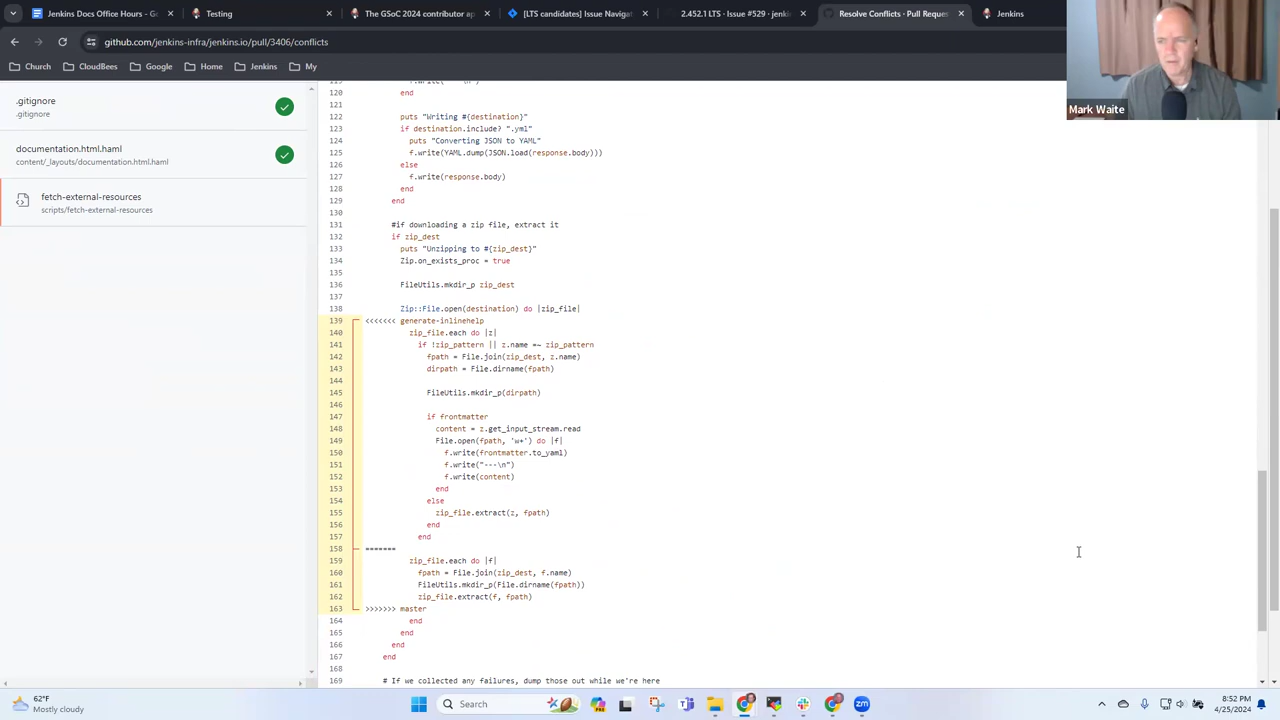 Jenkins Docs Office Hours - G
Testing
The GSoC 2024 contributor ap
[LTS candidates] Issue Navigat
2.452.1 LTS · Issue #529 · jenkin
Resolve Conflicts · Pull Reques
Jenkins
github.com/jenkins-infra/jenkins.io/pull/3406/conflicts
Church
CloudBees
Google
Home
Jenkins
My
Mark Waite
.gitignore
.gitignore
documentation.html.haml
content/_layouts/documentation.html.haml
fetch-external-resources
scripts/fetch-external-resources
120 end
121
122 puts "Writing #{destination}"
123 if destination.include? ".yml"
124 puts "Converting JSON to YAML"
125 f.write(YAML.dump(JSON.load(response.body)))
126 else
127 f.write(response.body)
128 end
129 end
130
131 #if downloading a zip file, extract it
132 if zip_dest
133 puts "Unzipping to #{zip_dest}"
134 Zip.on_exists_proc = true
135
136 FileUtils.mkdir_p zip_dest
137
138 Zip::File.open(destination) do |zip_file|
139 <<<<<<< generate-inlinehelp
140 zip_file.each do |z|
141 if !zip_pattern || z.name =~ zip_pattern
142 fpath = File.join(zip_dest, z.name)
143 dirpath = File.dirname(fpath)
144
145 FileUtils.mkdir_p(dirpath)
146
147 if frontmatter
148 content = z.get_input_stream.read
149 File.open(fpath, 'w+') do |f|
150 f.write(frontmatter.to_yaml)
151 f.write("---\n")
152 f.write(content)
153 end
154 else
155 zip_file.extract(z, fpath)
156 end
157 end
158 =======
159 zip_file.each do |f|
160 fpath = File.join(zip_dest, f.name)
161 FileUtils.mkdir_p(File.dirname(fpath))
162 zip_file.extract(f, fpath)
163 >>>>>>> master
164 end
165 end
166 end
167 end
168
169 # If we collected any failures, dump those out while we're here
62°F
Mostly cloudy
Search
8:52 PM
4/25/2024